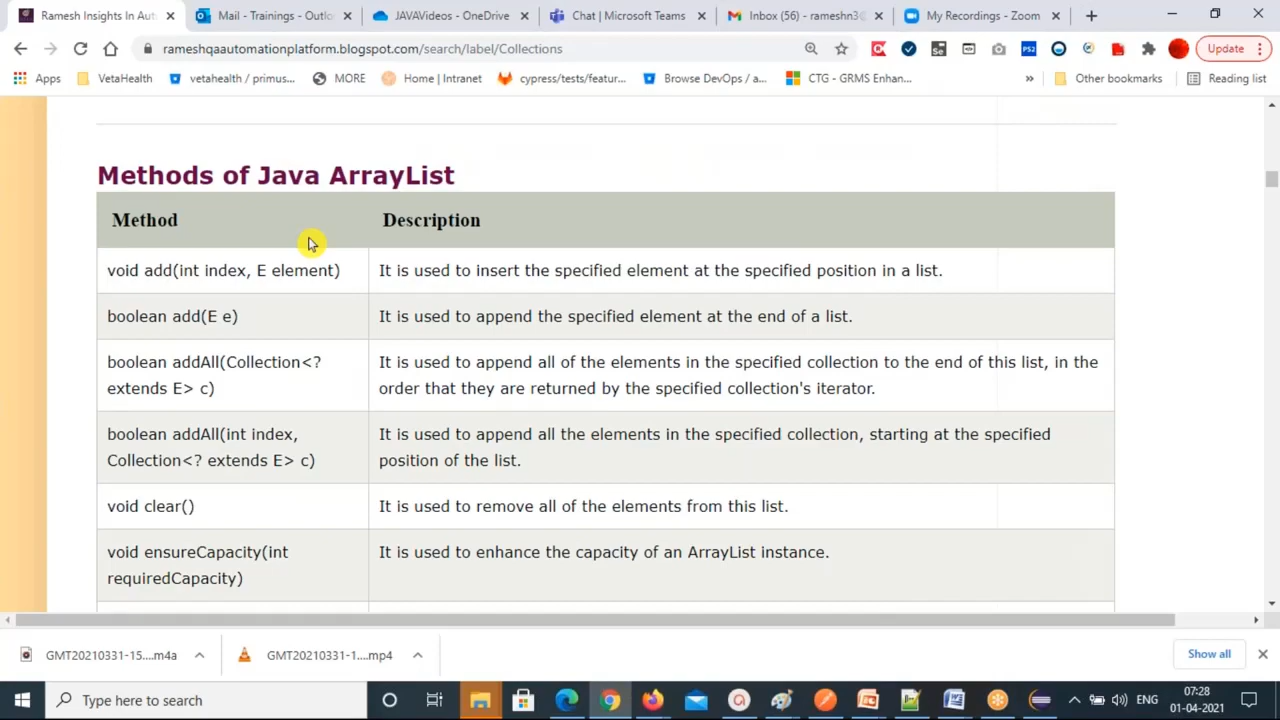 Ramesh Insights In Aut
Mail - Trainings - Outlo
JAVAVideos - OneDrive
Chat | Microsoft Teams
Inbox (56) - rameshn3@
My Recordings - Zoom
rameshqaautomationplatform.blogspot.com/search/label/Collections
Update
Apps
VetaHealth
vetahealth / primus...
MORE
Home | Intranet
cypress/tests/featur...
Browse DevOps / a...
CTG - GRMS Enhan...
»
Other bookmarks
Reading list
Methods of Java ArrayList
Method Description
void add(int index, E element) It is used to insert the specified element at the specified position in a list.
boolean add(E e) It is used to append the specified element at the end of a list.
boolean addAll(Collection<? It is used to append all of the elements in the specified collection to the end of this list, in the
extends E> c) order that they are returned by the specified collection's iterator.
boolean addAll(int index, It is used to append all the elements in the specified collection, starting at the specified
Collection<? extends E> c) position of the list.
void clear() It is used to remove all of the elements from this list.
void ensureCapacity(int It is used to enhance the capacity of an ArrayList instance.
requiredCapacity)
GMT20210331-15....m4a
GMT20210331-1....mp4
Show all
Type here to search
ENG
07:28
01-04-2021